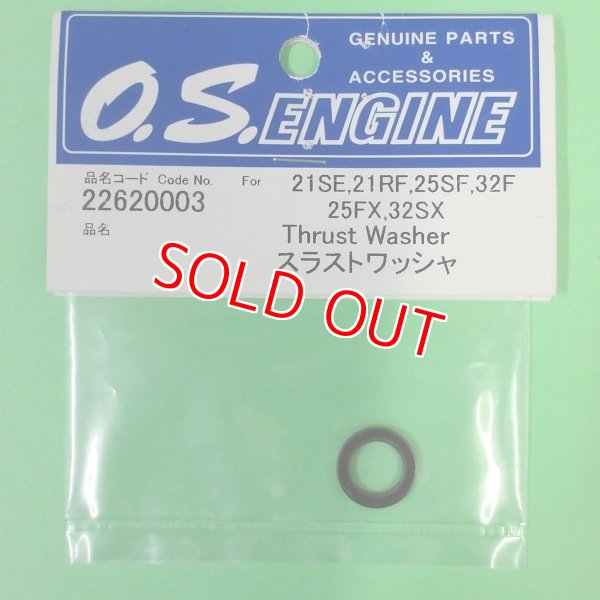 GENUINE PARTS
&
ACCESSORIES
O.S.ENGINE
品名コード Code No. For 21SE,21RF,25SF,32F
22620003 25FX,32SX
品名 Thrust Washer
スラストワッシャ
SOLD OUT